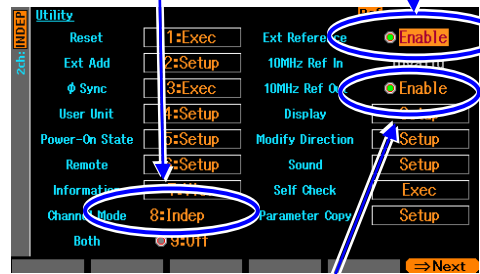 INDEP
2ch:
Utility
Reset 1:Exec Ext Reference Enable
Ext Add 2:Setup 10MHz Ref In
φ Sync 3:Exec 10MHz Ref Enable
User Unit 4:Setup Display
Power-On State 5:Setup Modify Direction Setup
Remote :Setup Sound Setup
Information Self Check Exec
Channel Mode 8:Indep Parameter Copy Setup
Both 9:Off
⇒Next